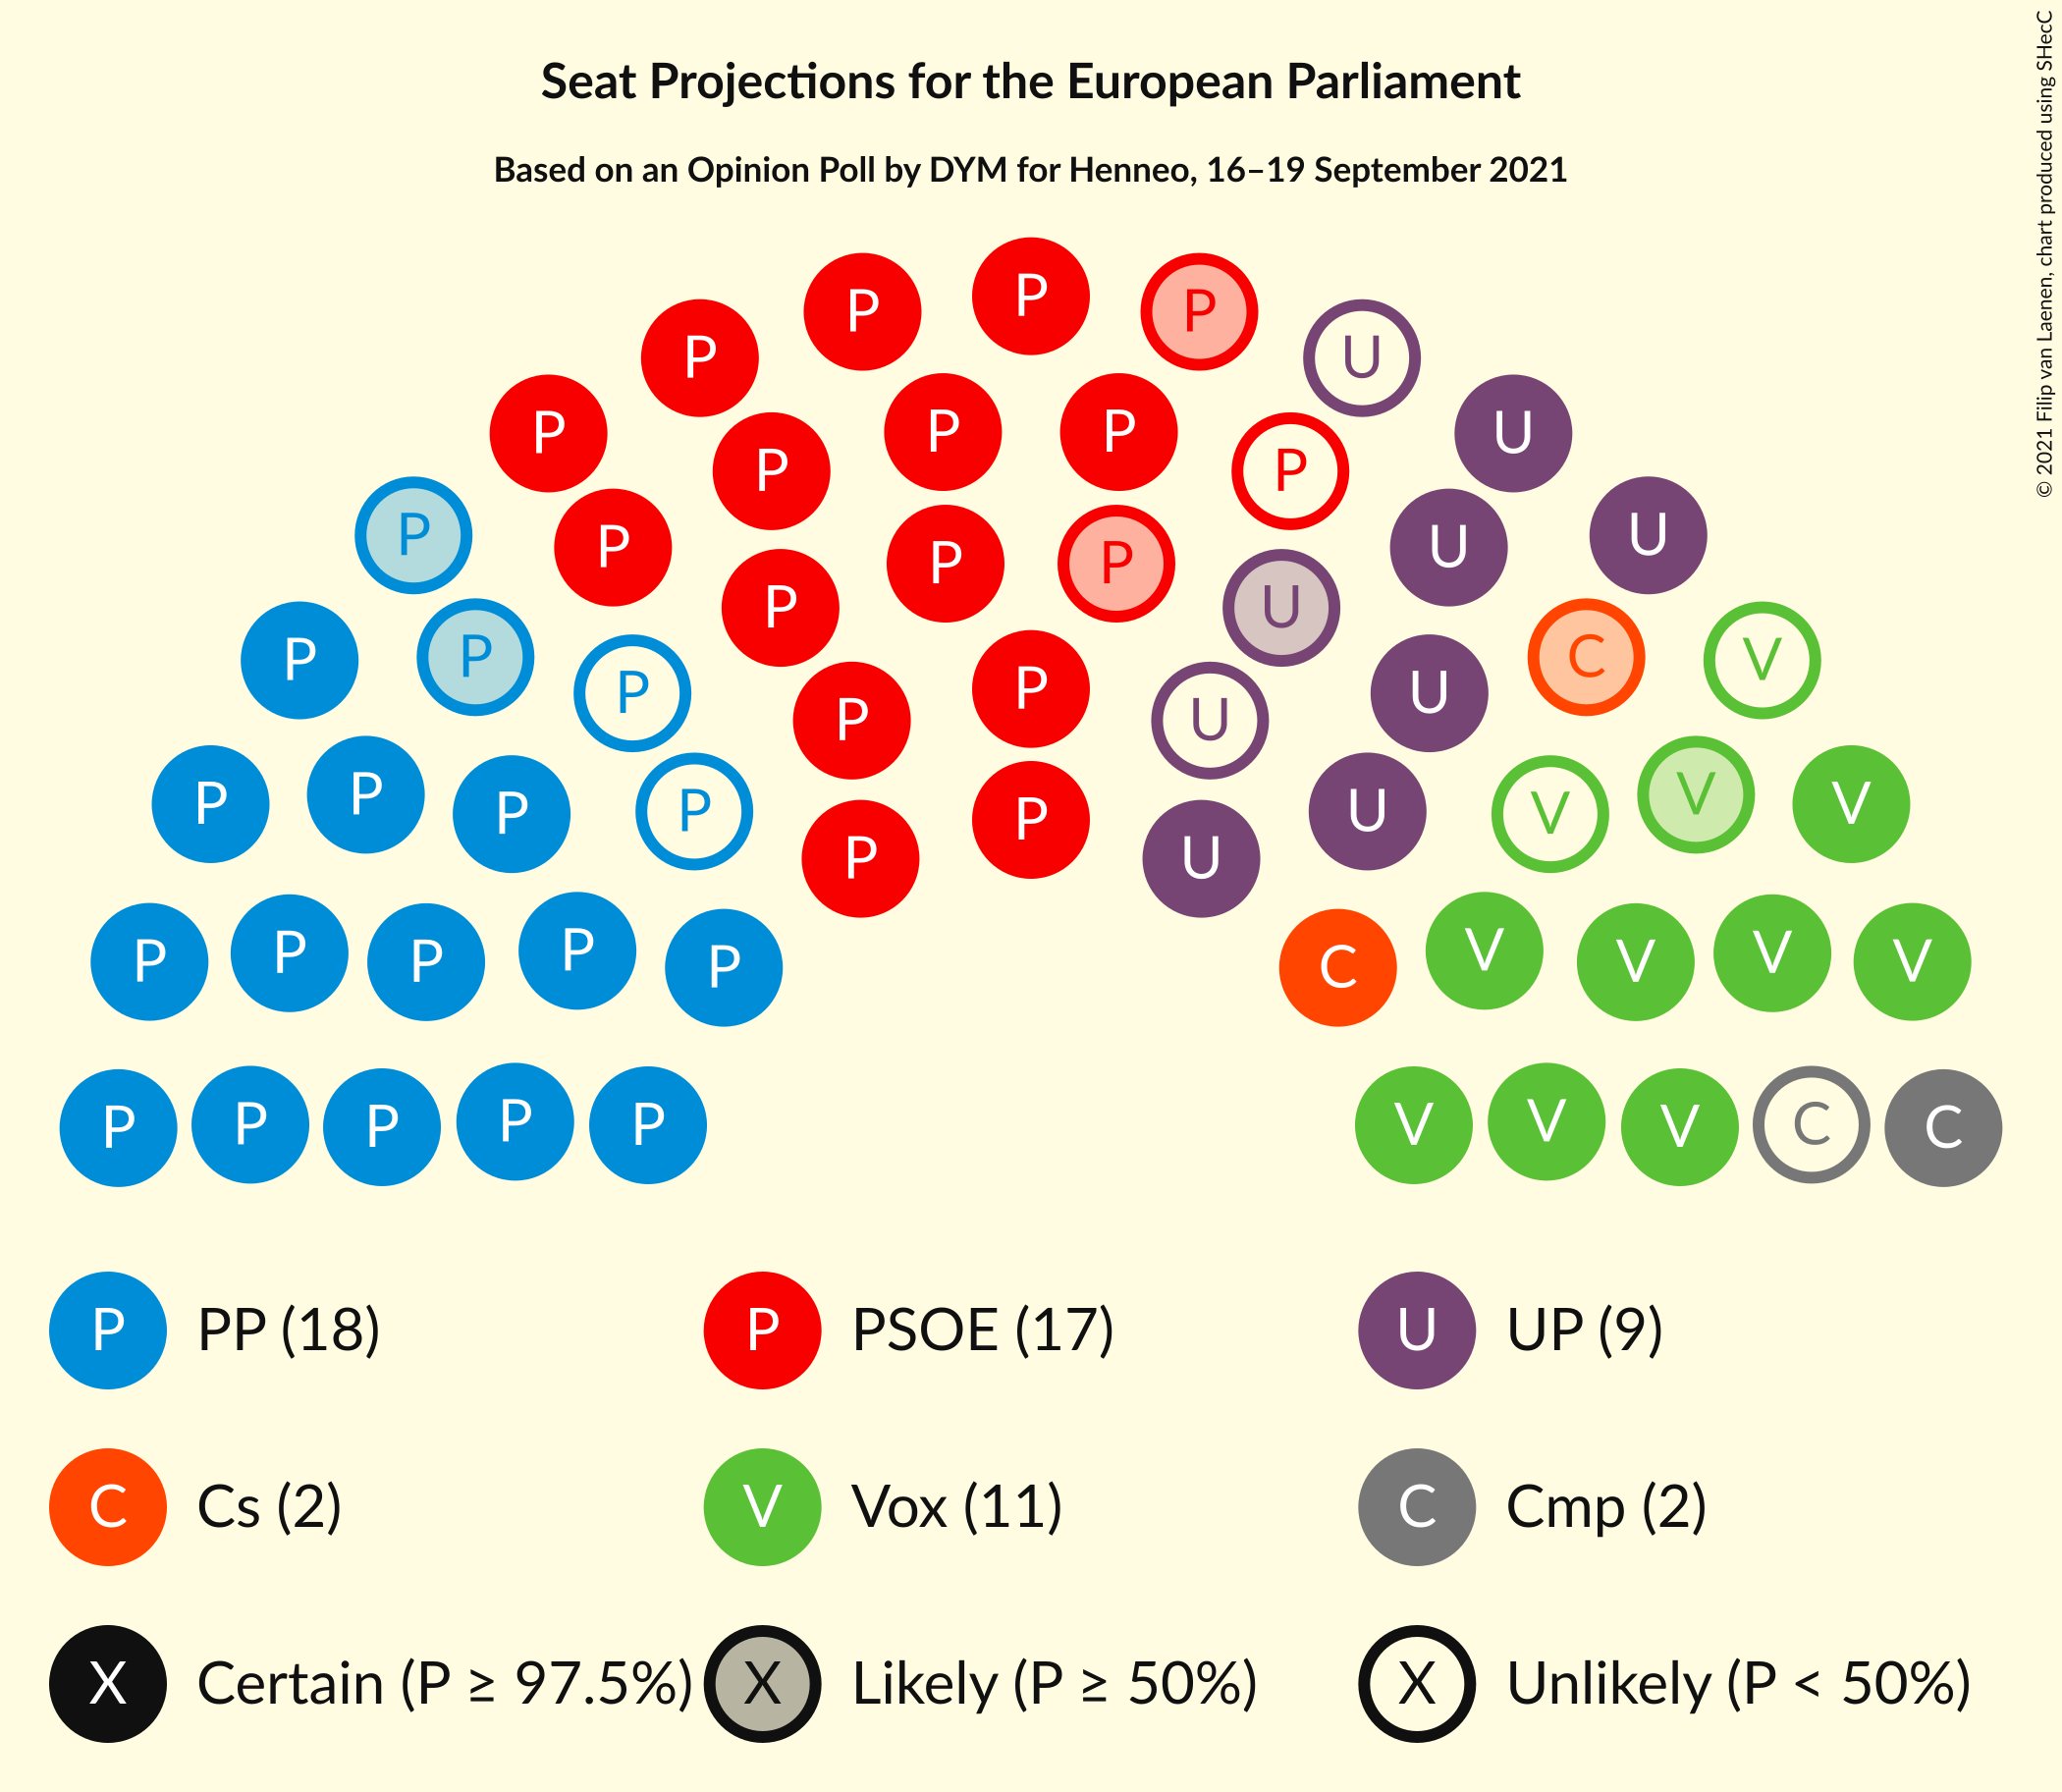 Seat Projections for the European Parliament
Based on an Opinion Poll by DYM for Henneo, 16–19 September 2021
© 2021 Filip van Laenen, chart produced using SHecC
P
P P
P U
P P P U
P P
P U
P U
P P
P U
P P C V
P P U
P U
P P P P P U V V V
P U
P P P P P C V V V V
P P P P P V V V C C
P PP (18)
P PSOE (17)
U UP (9)
C Cs (2)
V Vox (11)
C Cmp (2)
X Certain (P ≥ 97.5%)
X Likely (P ≥ 50%)
X Unlikely (P < 50%)